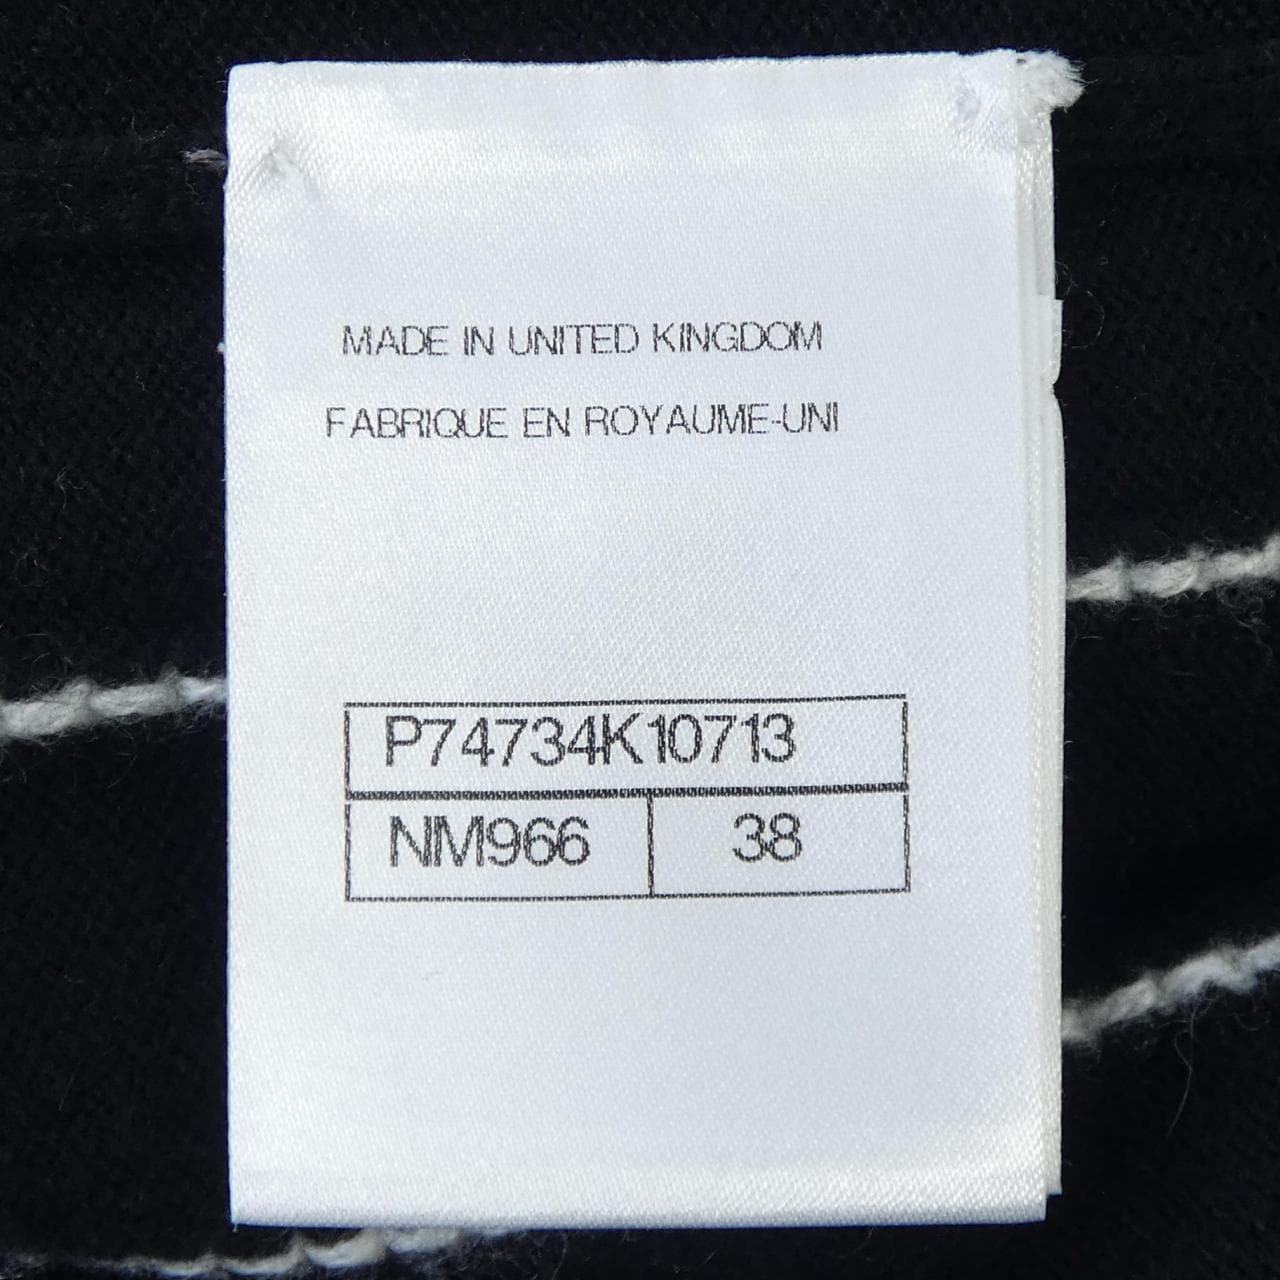 MADE IN UNITED KINGDOM
FABRIQUE EN ROYAUME-UNI
P74734K10713
NM966 38